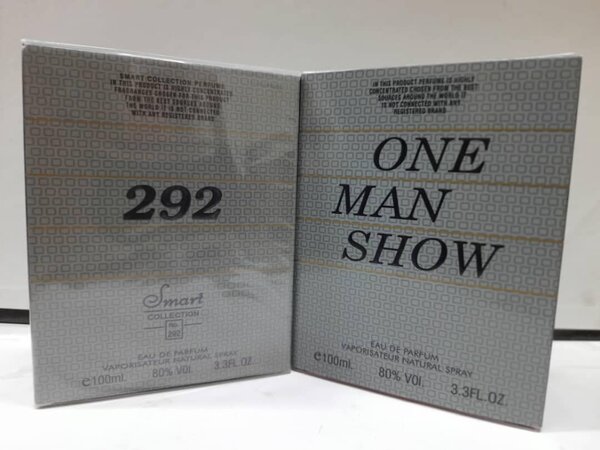 SMART COLLECTION PERFUME
IN THIS PRODUCT IS HIGHLY CONCENTRATED
FRAGRANCES CHOSEN FOR OUR PERFUME
FROM THE BEST SOURCES AROUND
THE WORLD IT IS NOT CONNECTED
WITH ANY REGISTERED BRAND
292
Smart
COLLECTION
no.
292
EAU DE PARFUM
VAPORISATEUR NATURAL SPRAY
e100ml. 80% VOl. 3.3FL.OZ
IN THIS PRODUCT PERFUME IS HIGHLY
CONCENTRATED CHOSEN FROM THE BEST
SOURCES AROUND THE WORLD IT
IS NOT CONNECTED WITH ANY
REGISTERED BRAND
ONE
MAN
SHOW
EAU DE PARFUM
VAPORISATEUR NATURAL SPRAY
e100ml. 80% VOl. 3.3FL.OZ